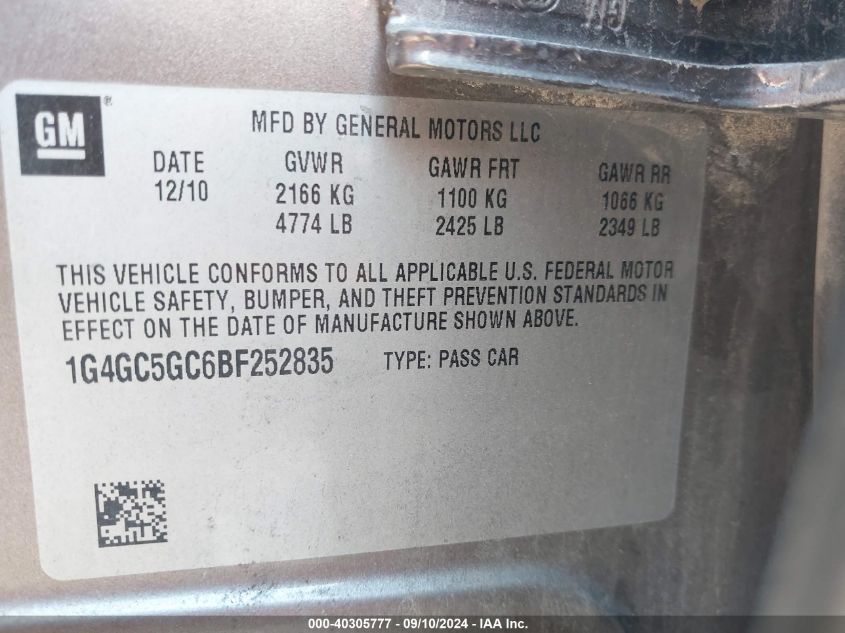 GM ®
MFD BY GENERAL MOTORS LLC
DATE GVWR GAWR FRT GAWR RR
12/10 2166 KG 1100 KG 1066 KG
4774 LB 2425 LB 2349 LB
THIS VEHICLE CONFORMS TO ALL APPLICABLE U.S. FEDERAL MOTOR
VEHICLE SAFETY, BUMPER, AND THEFT PREVENTION STANDARDS IN
EFFECT ON THE DATE OF MANUFACTURE SHOWN ABOVE.
1G4GC5GC6BF252835 TYPE: PASS CAR
000-40305777 - 09/10/2024 - IAA Inc.